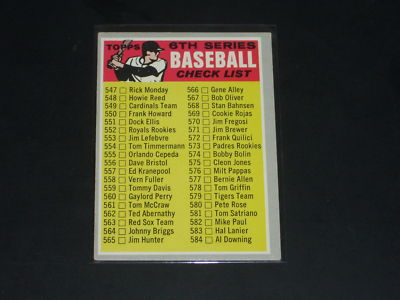 TOPPS 6TH SERIES
BASEBALL
CHECK LIST
547 Rick Monday
548 Howie Reed
549 Cardinals Team
550 Frank Howard
551 Dock Ellis
552 Royals Rookies
553 Jim Lefebvre
554 Tom Timmermann
555 Orlando Cepeda
556 Dave Bristol
557 Ed Kranepool
558 Vern Fuller
559 Tommy Davis
560 Gaylord Perry
561 Tom McCraw
562 Ted Abernathy
563 Red Sox Team
564 Johnny Briggs
565 Jim Hunter
566 Gene Alley
567 Bob Oliver
568 Stan Bahnsen
569 Cookie Rojas
570 Jim Fregosi
571 Jim Brewer
572 Frank Quilici
573 Padres Rookies
574 Bobby Bolin
575 Cleon Jones
576 Milt Pappas
577 Bernie Allen
578 Tom Griffin
579 Tigers Team
580 Pete Rose
581 Tom Satriano
582 Mike Paul
583 Hal Lanier
584 Al Downing